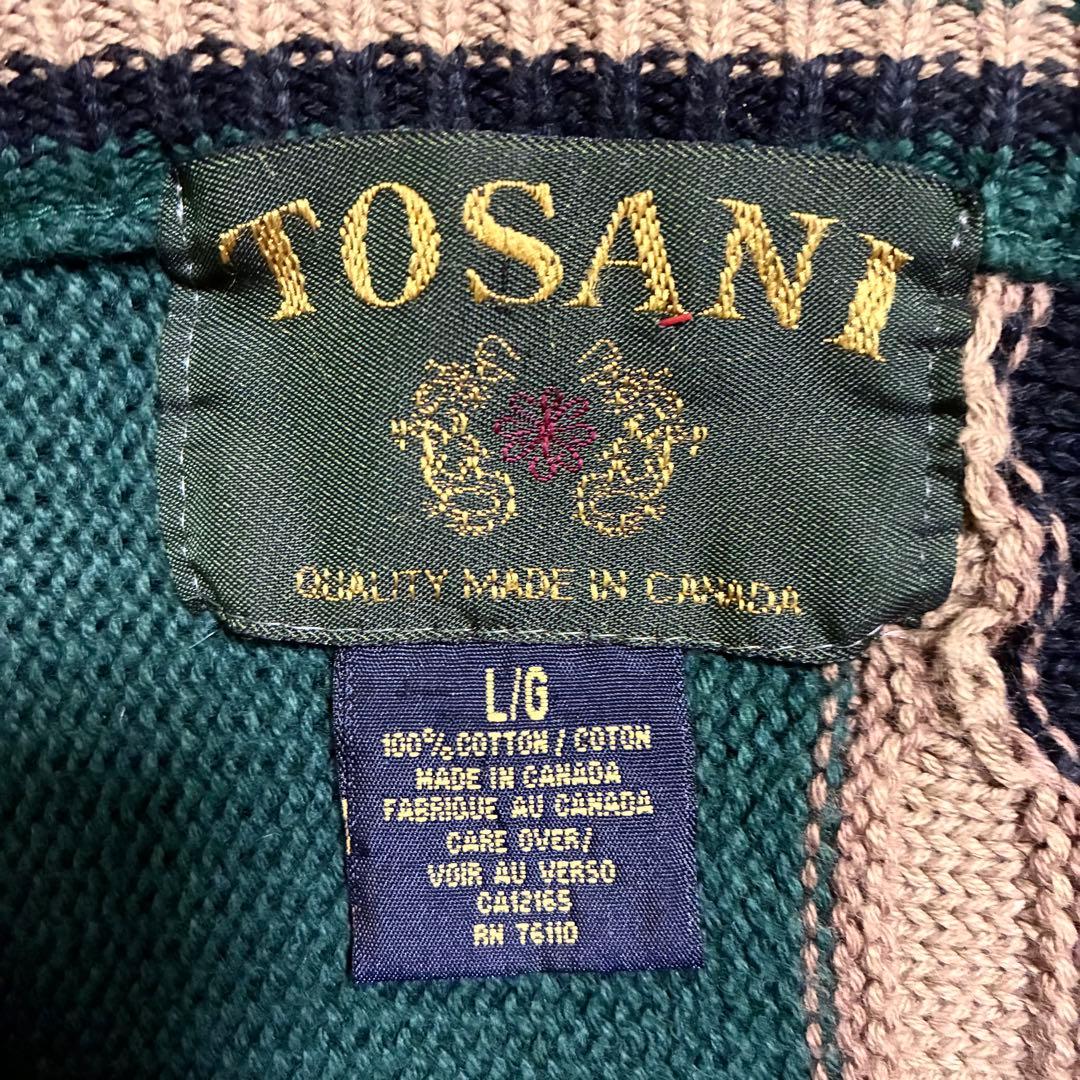 TOSANI
QUALITY MADE IN CANADA
L/G
100% COTTON / COTON
MADE IN CANADA
FABRIQUE AU CANADA
CARE OVER/
VOIR AU VERSO
CA12165
RN 76110